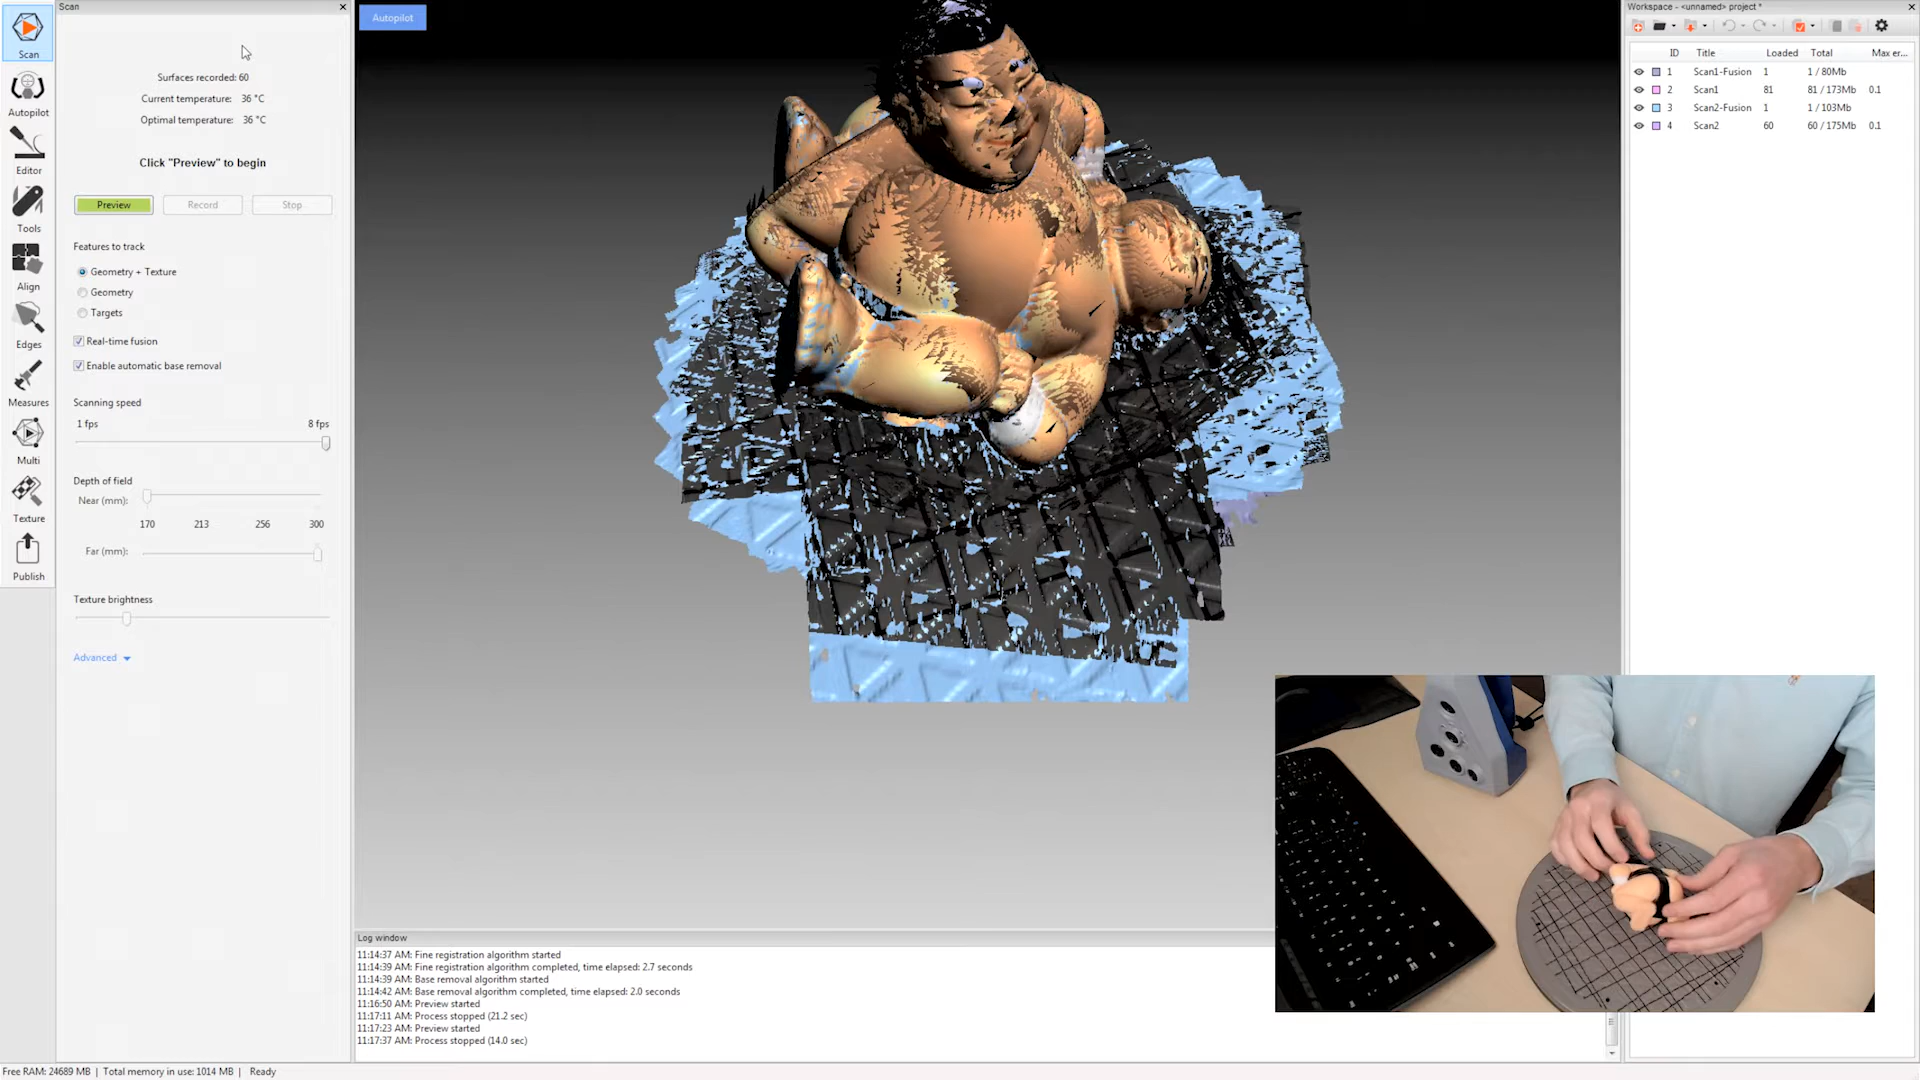 Scan
Scan
Autopilot
Editor
Tools
Align
Edges
Measures
Multi
Texture
Publish
Surfaces recorded: 60
Current temperature: 36 °C
Optimal temperature: 36 °C
Click "Preview" to begin
Preview
Record
Stop
Features to track
Geometry + Texture
Geometry
Targets
Real-time fusion
Enable automatic base removal
Scanning speed
1 fps
8 fps
Depth of field
Near (mm):
170 213 256 300
Far (mm):
Texture brightness
Advanced
Autopilot
Workspace - <unnamed> project *
ID Title Loaded Total Max er...
1 Scan1-Fusion 1 1 / 80Mb
2 Scan1 81 81 / 173Mb 0.1
3 Scan2-Fusion 1 1 / 103Mb
4 Scan2 60 60 / 175Mb 0.1
Log window
11:14:37 AM: Fine registration algorithm started
11:14:39 AM: Fine registration algorithm completed, time elapsed: 2.7 seconds
11:14:39 AM: Base removal algorithm started
11:14:42 AM: Base removal algorithm completed, time elapsed: 2.0 seconds
11:16:50 AM: Preview started
11:17:11 AM: Process stopped (21.2 sec)
11:17:23 AM: Preview started
11:17:37 AM: Process stopped (14.0 sec)
Free RAM: 24689 MB | Total memory in use: 1014 MB | Ready